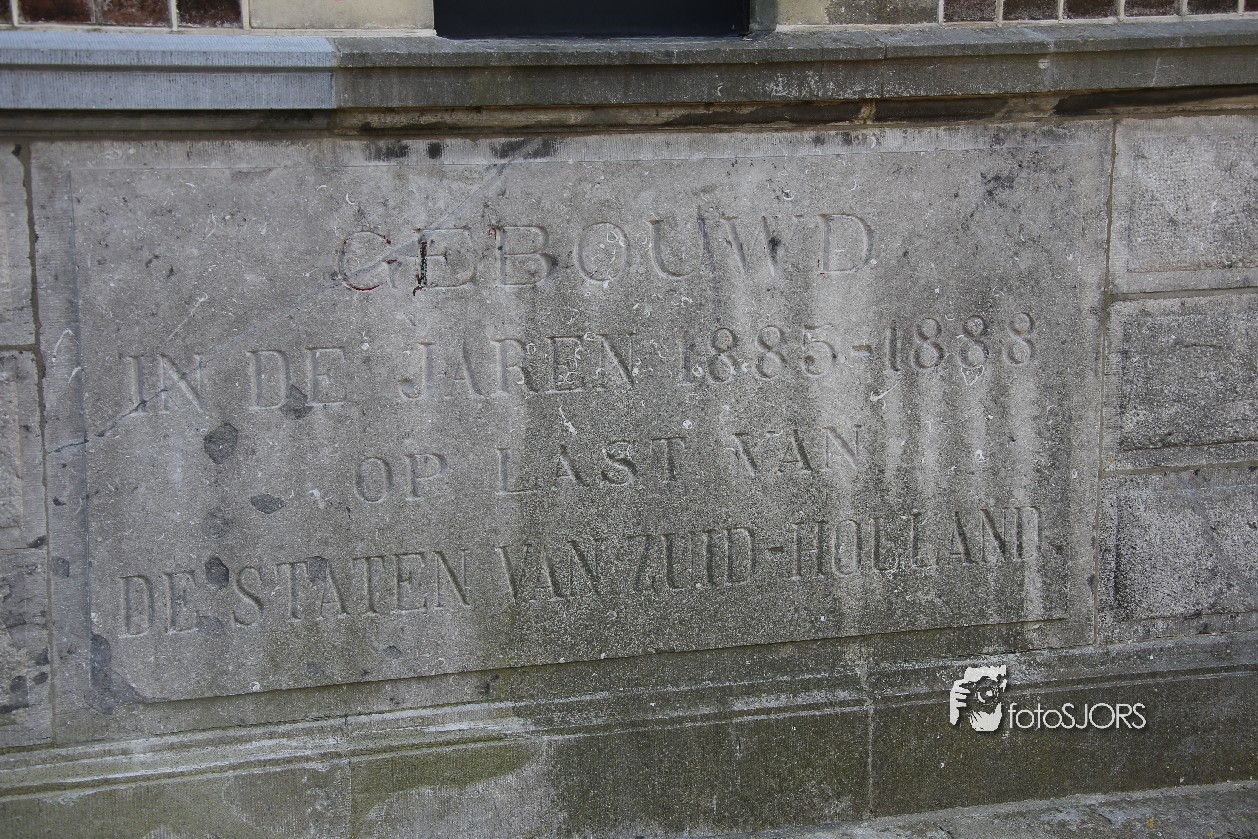 GEBOUWD
IN DE JAREN 1885-1888
OP LAST VAN
DE STATEN VAN ZUID-HOLLAND.
fotoSJORS